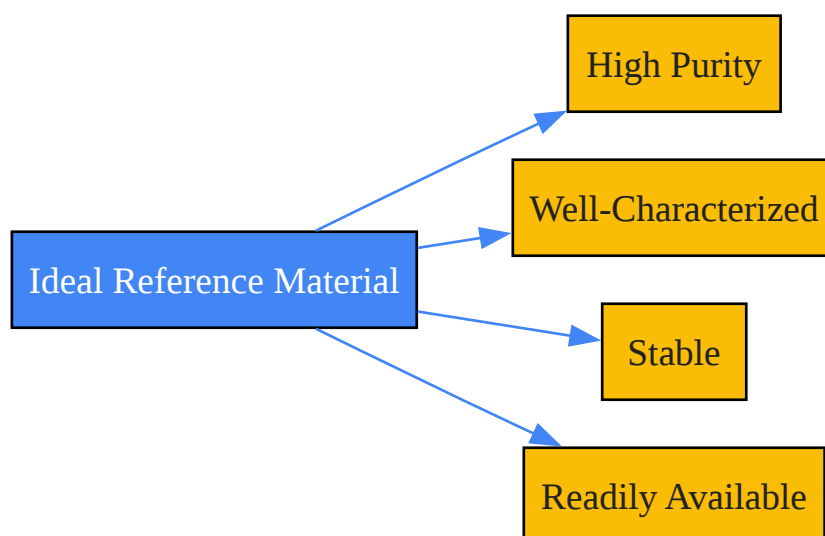 High Purity
Well-Characterized
Ideal Reference Material
Stable
Readily Available